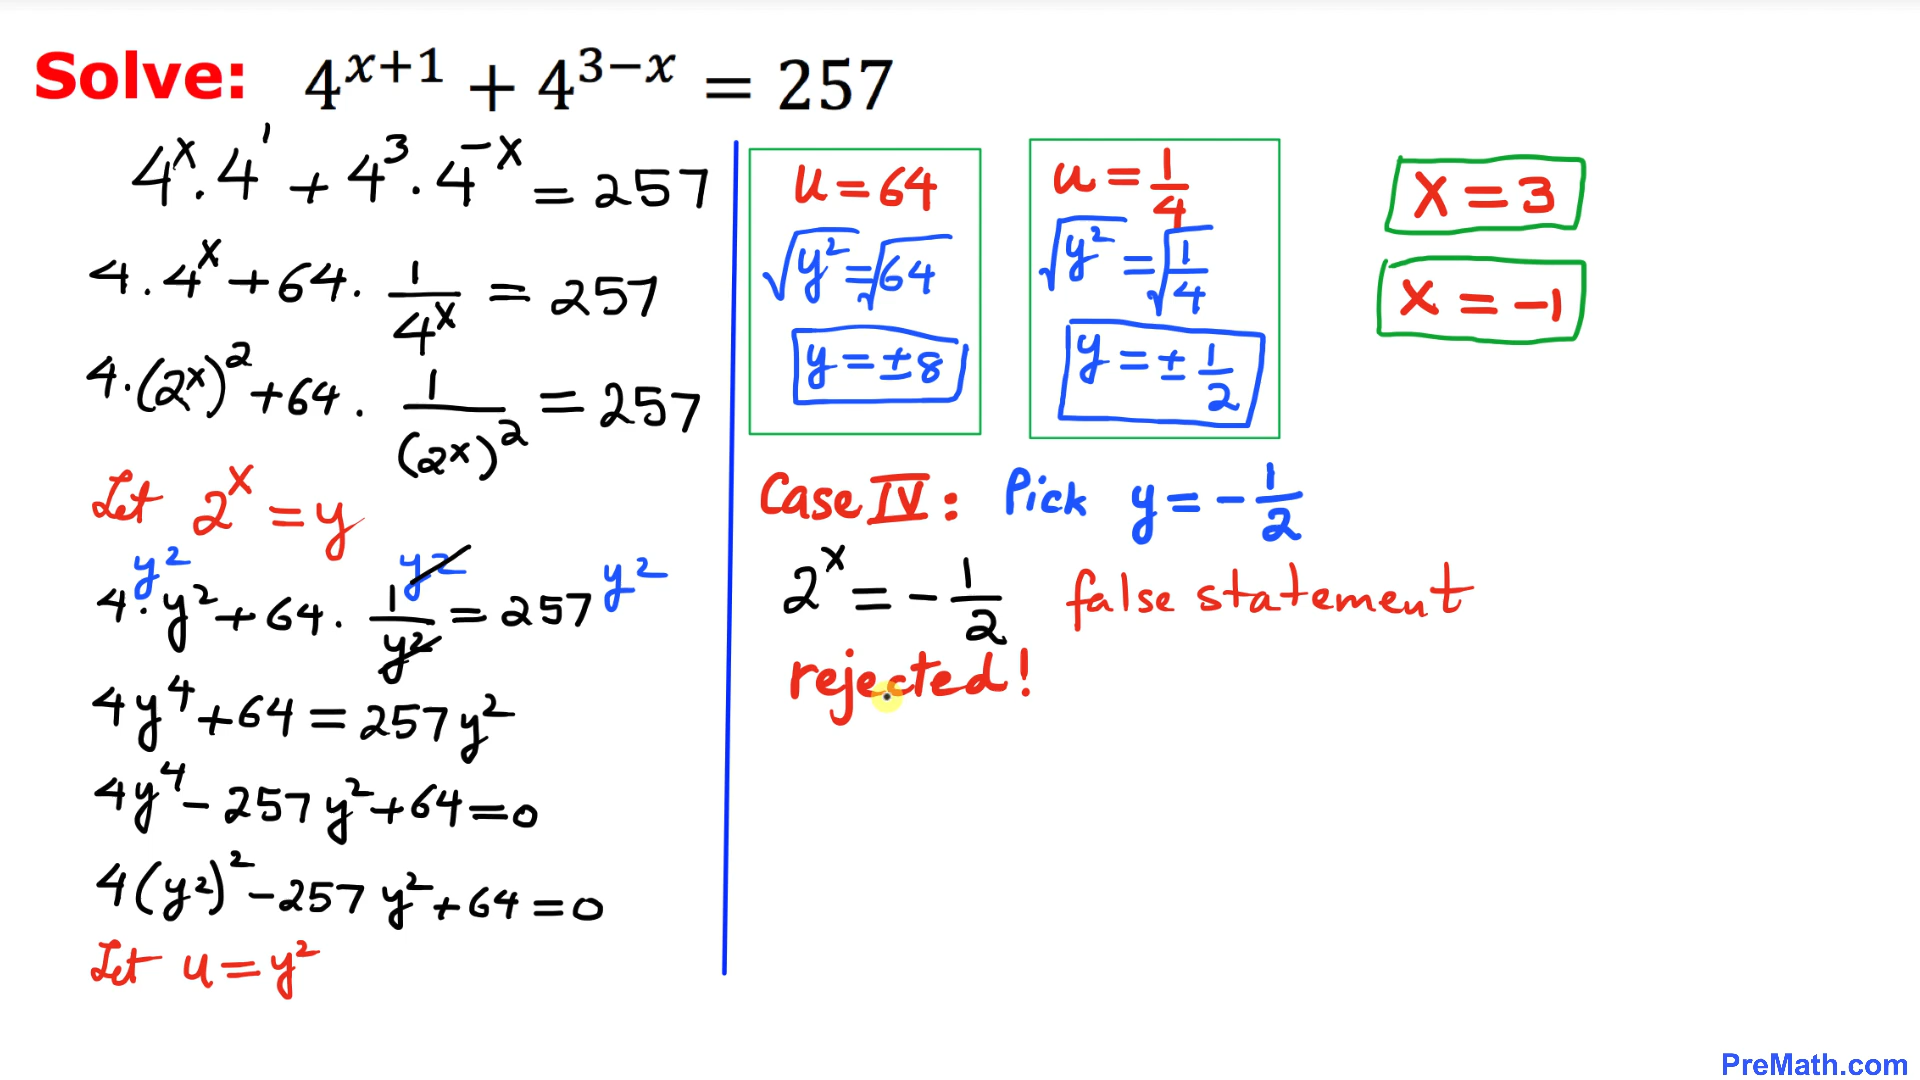 Solve: 4^{x+1} + 4^{3−x} = 257
4^x · 4^1 + 4^3 · 4^{−x} = 257
4 · 4^x + 64 · 1/4^x = 257
4 · (2^x)^2 + 64 · 1/(2^x)^2 = 257
Let 2^x = y
y^2 y^2 y^2
4 · y^2 + 64 · 1/y^2 = 257
4y^4 + 64 = 257y^2
4y^4 − 257y^2 + 64 = 0
4(y^2)^2 − 257y^2 + 64 = 0
Let u = y^2
u = 64
√y^2 = √64
y = ±8
u = 1/4
√y^2 = √1/4
y = ± 1/2
x = 3
x = −1
Case IV: Pick y = − 1/2
2^x = − 1/2 false statement
rejected!
PreMath.com